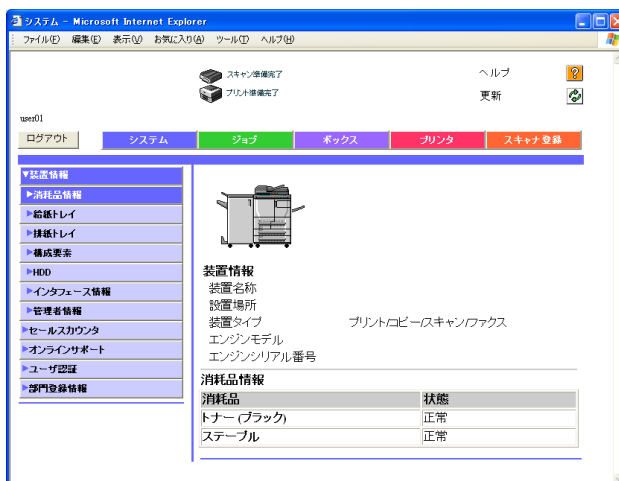 システム - Microsoft Internet Explorer
ファイル(F) 編集(E) 表示(V) お気に入り(A) ツール(T) ヘルプ(H)
スキャン準備完了
ヘルプ
プリント準備完了
更新
user01
ログアウト
システム
ジョブ
ボックス
プリンタ
スキャナ登録
▼装置情報
▶消耗品情報
▶給紙トレイ
▶排紙トレイ
▶構成要素
▶HDD
▶インタフェース情報
▶管理者情報
▶セールスカウンタ
▶オンラインサポート
▶ユーザ認証
▶部門登録情報
装置情報
装置名称
設置場所
装置タイプ プリント/コピー/スキャン/ファクス
エンジンモデル
エンジンシリアル番号
消耗品情報
消耗品 状態
トナー (ブラック) 正常
ステープル 正常